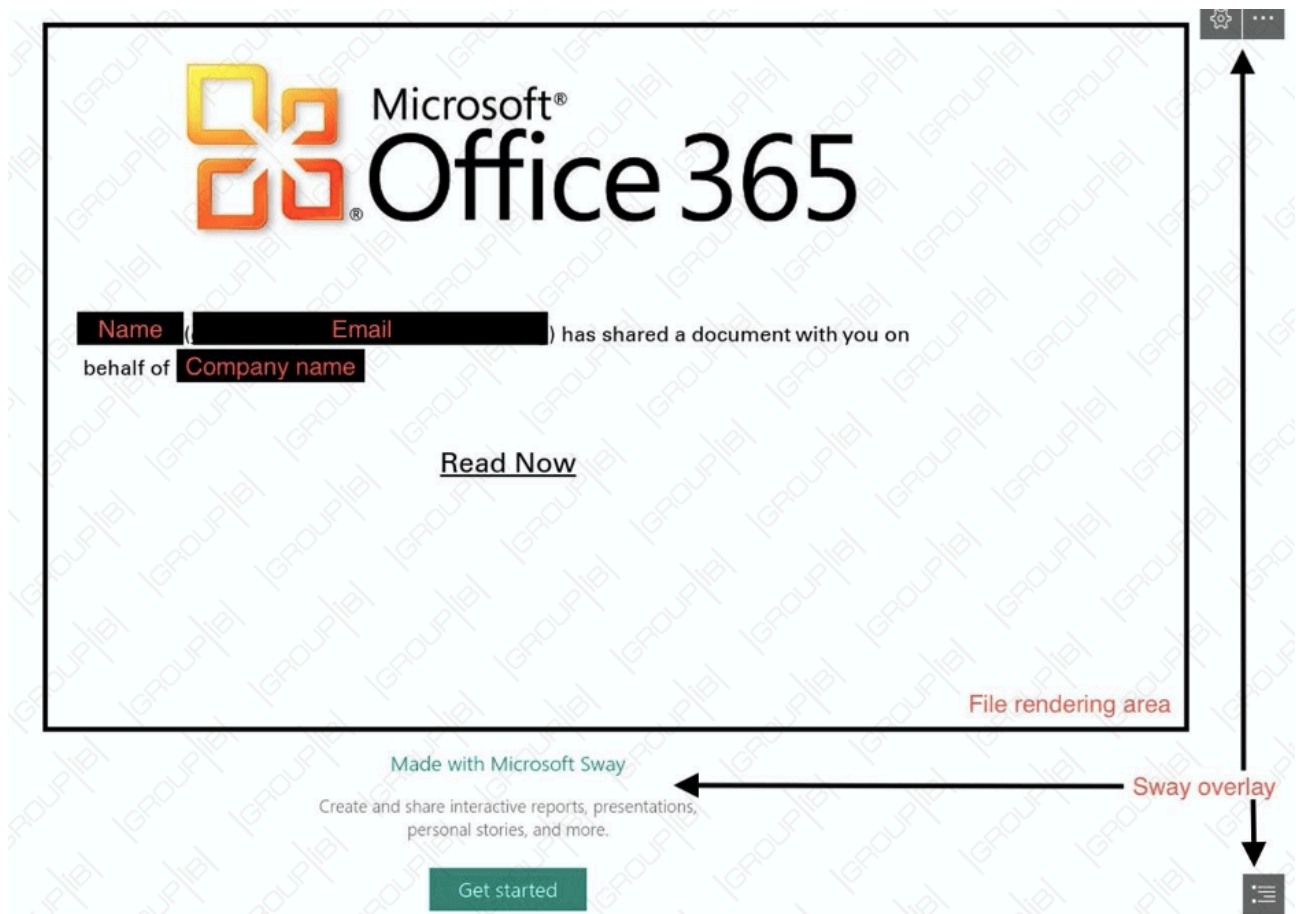 Microsoft®
Office 365
®
Name ( Email ) has shared a document with you on
behalf of Company name
Read Now
File rendering area
Made with Microsoft Sway
Sway overlay
Create and share interactive reports, presentations,
personal stories, and more.
Get started
GROUP|IB|